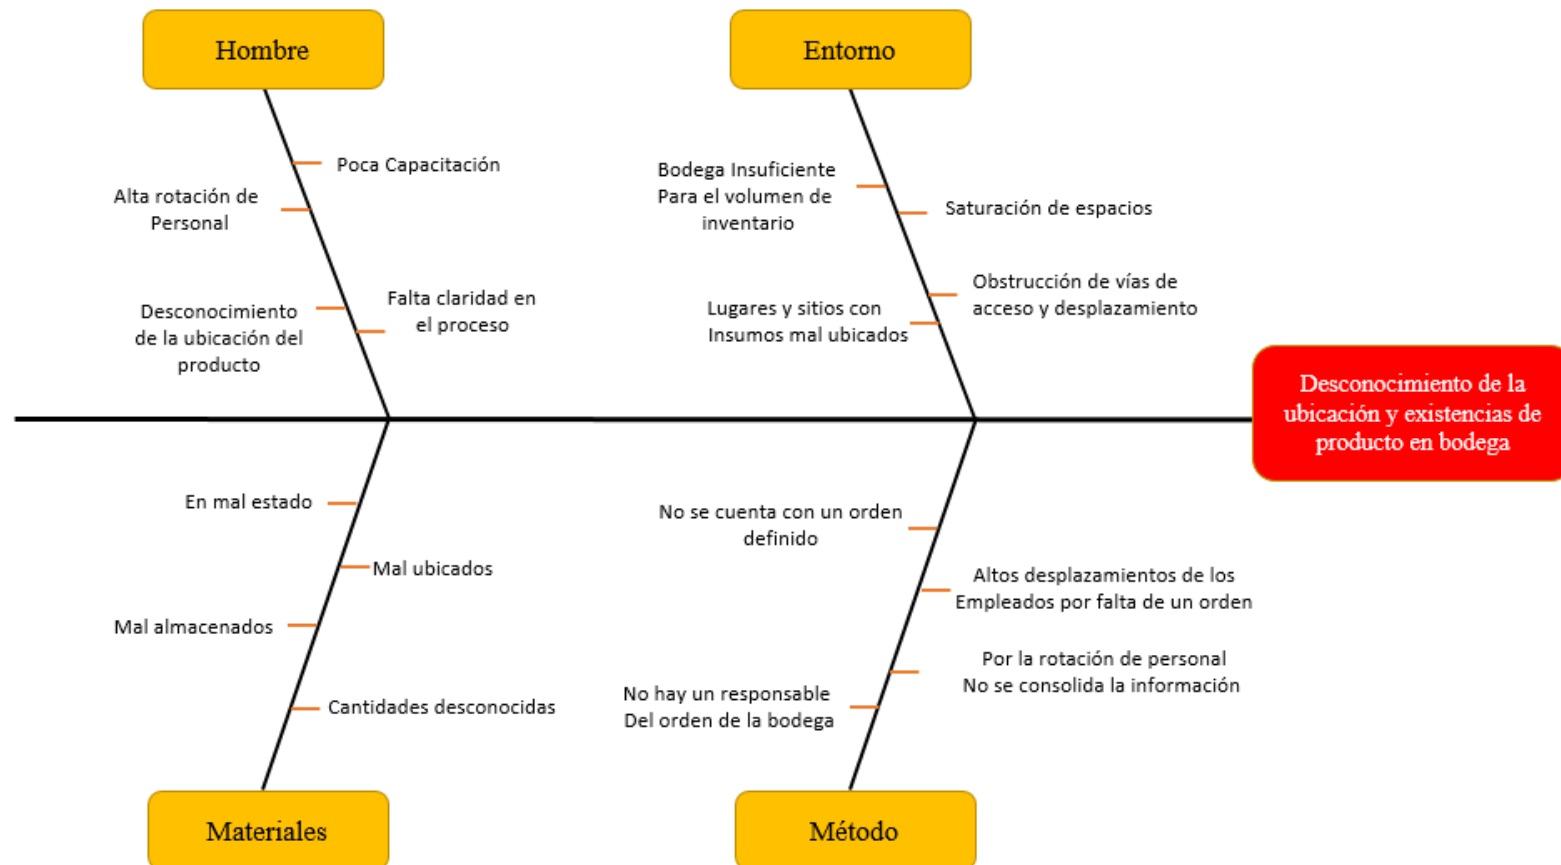 Hombre
Entorno
Poca Capacitación
Alta rotación de
Personal
Desconocimiento
de la ubicación del
producto
Falta claridad en
el proceso
Bodega Insuficiente
Para el volumen de
inventario
Saturación de espacios
Lugares y sitios con
Insumos mal ubicados
Obstrucción de vías de
acceso y desplazamiento
Desconocimiento de la
ubicación y existencias de
producto en bodega
En mal estado
Mal ubicados
Mal almacenados
Cantidades desconocidas
No se cuenta con un orden
definido
Altos desplazamientos de los
Empleados por falta de un orden
Por la rotación de personal
No se consolida la información
No hay un responsable
Del orden de la bodega
Materiales
Método